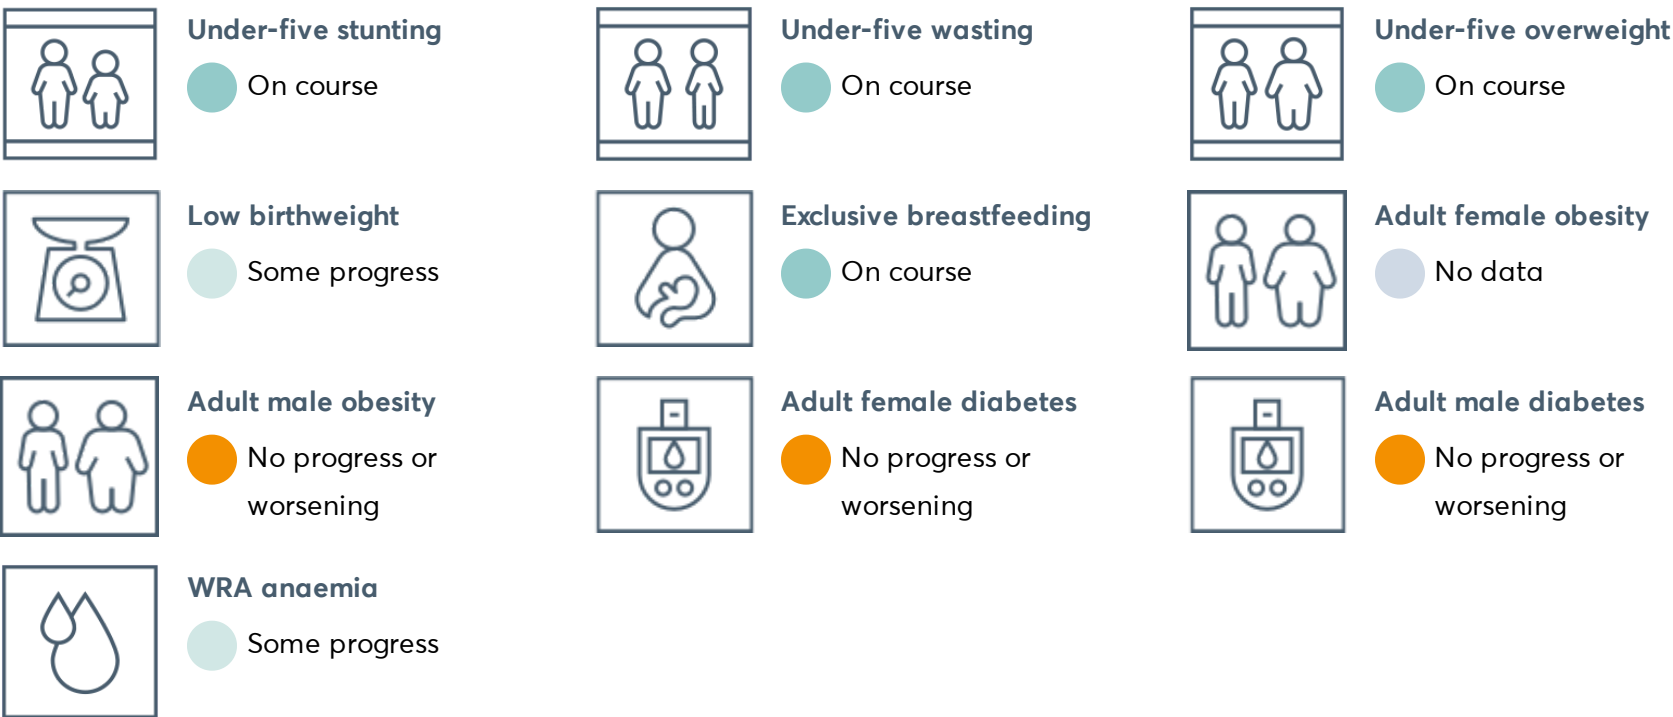 Under-five stunting
On course
Under-five wasting
On course
Under-five overweight
On course
Low birthweight
Some progress
Exclusive breastfeeding
On course
Adult female obesity
No data
Adult male obesity
No progress or
worsening
Adult female diabetes
No progress or
worsening
Adult male diabetes
No progress or
worsening
WRA anaemia
Some progress